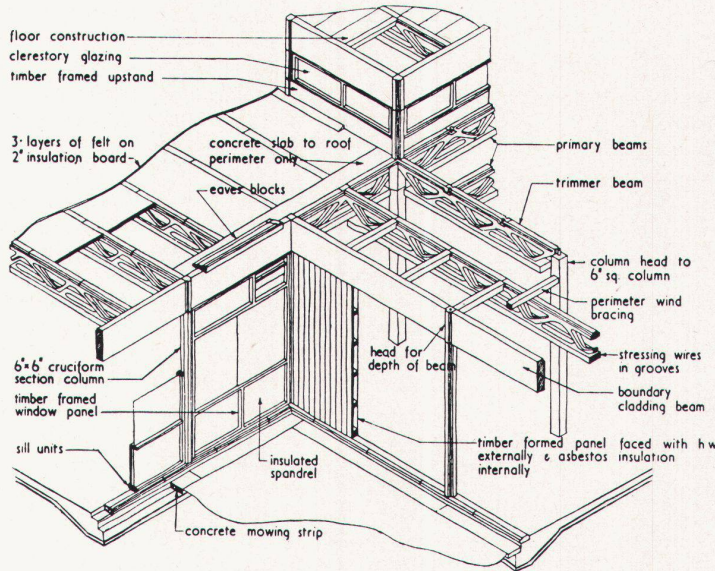 floor construction
clerestory glazing
timber framed upstand
3· layers of felt on
2" insulation board
concrete slab to roof
perimeter only
eaves blocks
primary beams
trimmer beam
column head to
6" sq. column
perimeter wind
bracing
stressing wires
in grooves
boundary
cladding beam
head for
depth of beam
6"×6" cruciform
section column
timber framed
window panel
sill units
insulated
spandrel
timber formed panel faced with h w
externally & asbestos insulation
internally
concrete mowing strip